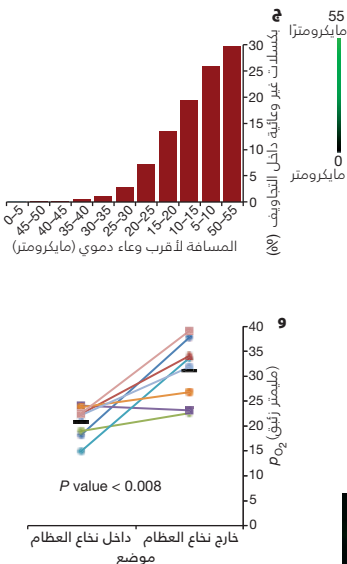 ج
55
مايكرومترًا
0
مايكرومتر
بكسلات غير وعائية داخل التجاويف (%)
30
25
20
15
10
5
0
0–5 45–50 40–45 35–40 30–35 25–30 20–25 15–20 10–15 5–10 50–55
المسافة لأقرب وعاء دموي (مايكرومتر)
و
pO2 (مليمتر زئبق)
40
35
30
25
20
15
10
5
0
P value < 0.008
خارج نخاع العظام داخل نخاع العظام
موضع